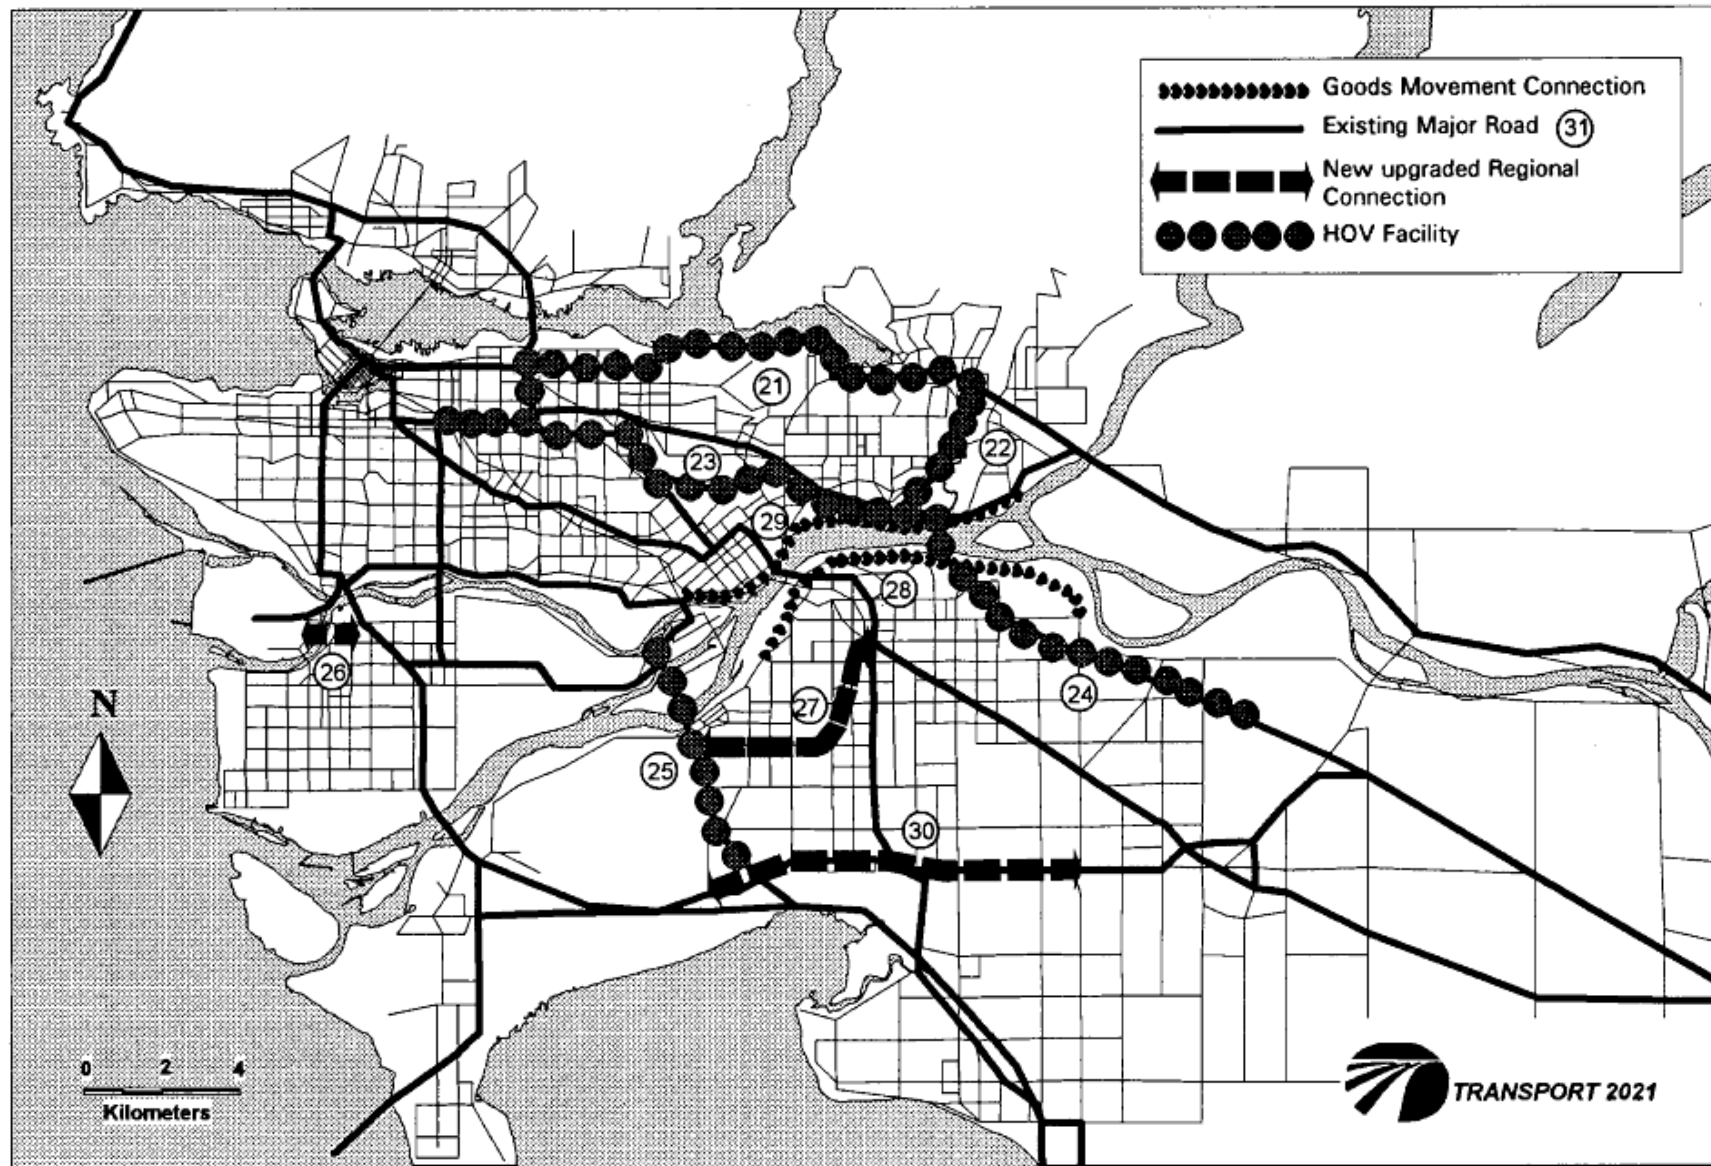 Goods Movement Connection
Existing Major Road 31
New upgraded Regional
Connection
HOV Facility
21
22
23
29
28
26
24
27
25
30
N
0 2 4
Kilometers
TRANSPORT 2021